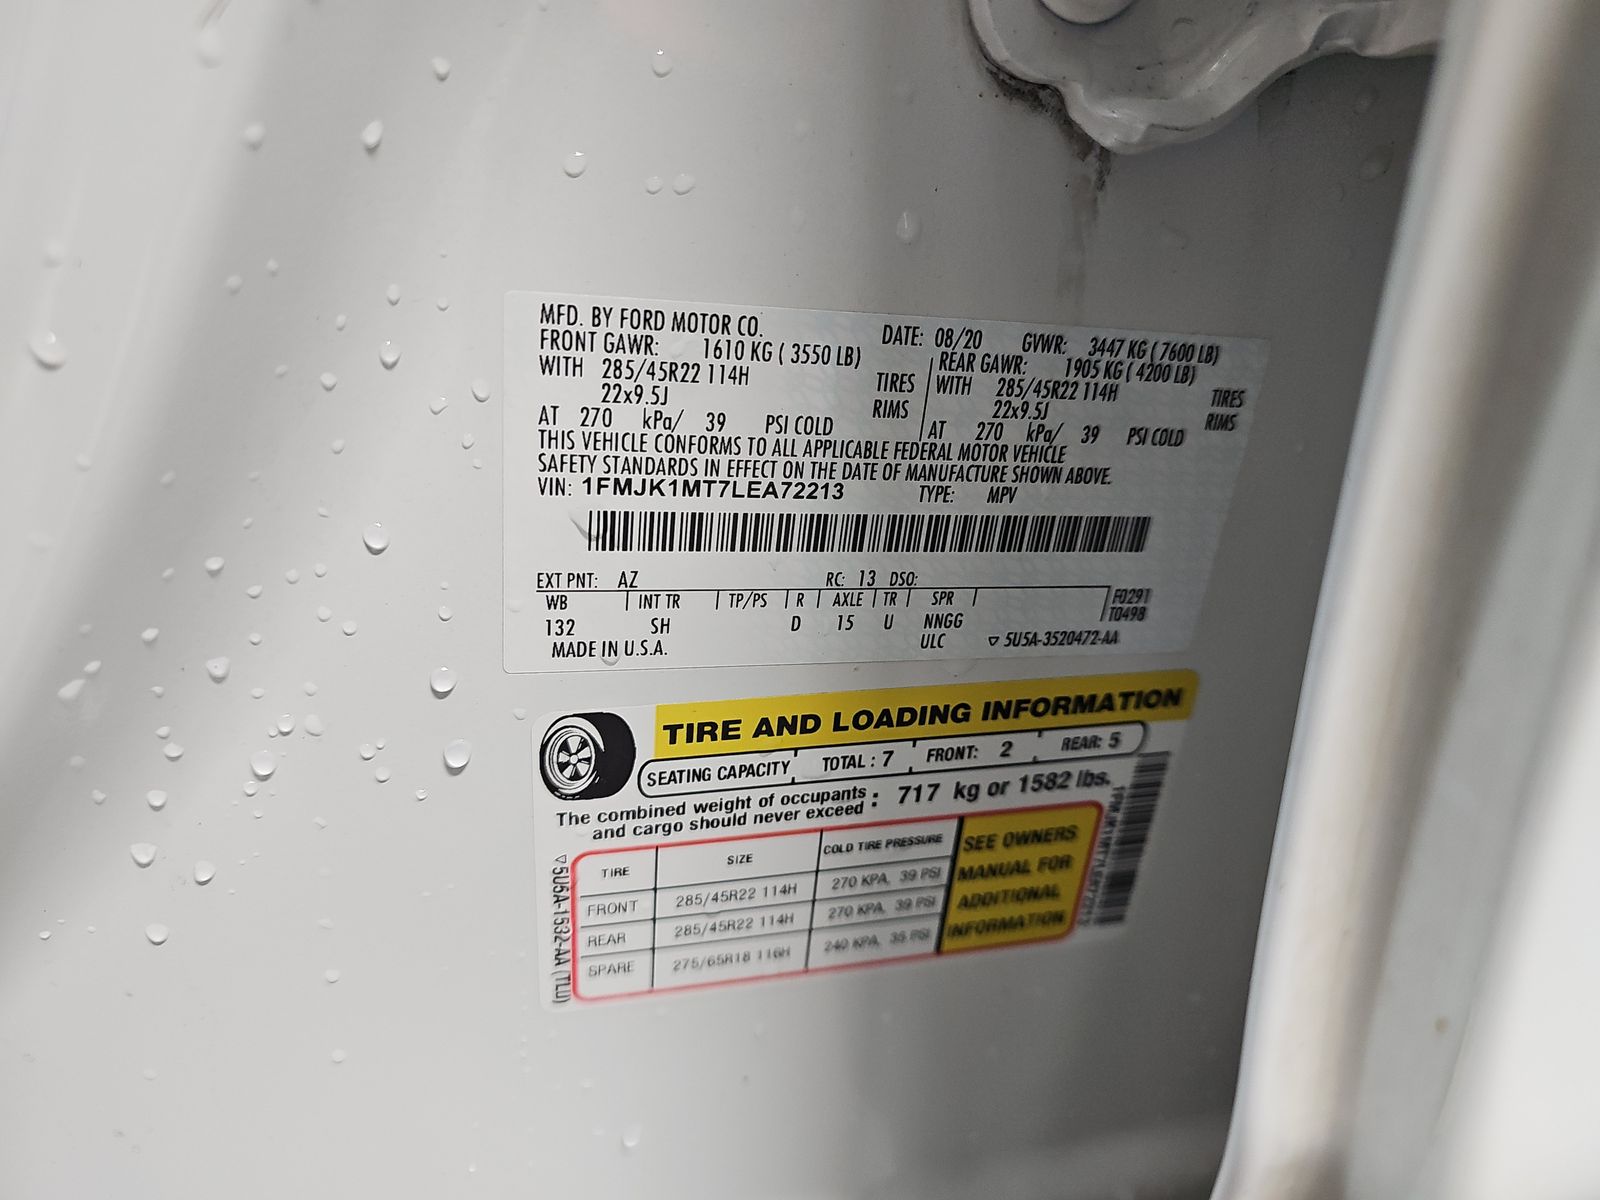 MFD. BY FORD MOTOR CO. DATE: 08/20 GVWR: 3447 KG ( 7600 LB)
FRONT GAWR: 1610 KG ( 3550 LB) REAR GAWR: 1905 KG ( 4200 LB)
WITH 285/45R22 114H TIRES WITH 285/45R22 114H TIRES
22x9.5J RIMS 22x9.5J RIMS
AT 270 kPa/ 39 PSI COLD AT 270 kPa/ 39 PSI COLD
THIS VEHICLE CONFORMS TO ALL APPLICABLE FEDERAL MOTOR VEHICLE
SAFETY STANDARDS IN EFFECT ON THE DATE OF MANUFACTURE SHOWN ABOVE.
VIN: 1FMJK1MT7LEA72213 TYPE: MPV
EXT PNT: AZ RC: 13 DSO:
WB INT TR TP/PS R AXLE TR SPR F0291
T0498
132 SH D 15 U NNGG
ULC
MADE IN U.S.A. 5U5A-3520472-AA
TIRE AND LOADING INFORMATION
SEATING CAPACITY TOTAL : 7 FRONT: 2 REAR: 5
The combined weight of occupants and cargo should never exceed : 717 kg or 1582 lbs.
TIRE SIZE COLD TIRE PRESSURE
FRONT 285/45R22 114H 270 KPA, 39 PSI
REAR 285/45R22 114H 270 KPA, 39 PSI
SPARE 275/65R18 116H 240 KPA, 35 PSI
SEE OWNERS
MANUAL FOR
ADDITIONAL
INFORMATION
5U5A-1532-AA (TLU)